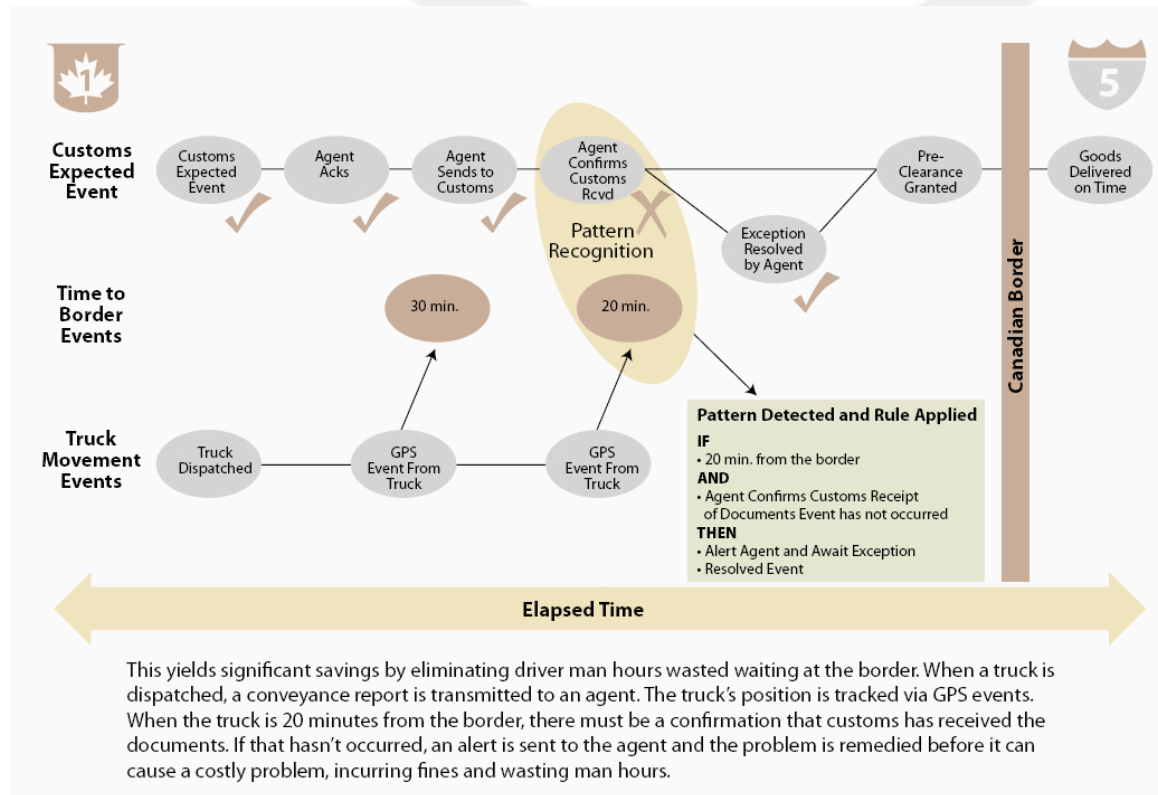 1
5
Customs
Expected
Event
Customs
Expected
Event
Agent
Acks
Agent
Sends to
Customs
Agent
Confirms
Customs
Rcvd
Pre-
Clearance
Granted
Goods
Delivered
on Time
Pattern
Recognition
Exception
Resolved
by Agent
Time to
Border
Events
30 min.
20 min.
Canadian Border
Truck
Movement
Events
Truck
Dispatched
GPS
Event From
Truck
GPS
Event From
Truck
Pattern Detected and Rule Applied
IF
• 20 min. from the border
AND
• Agent Confirms Customs Receipt
of Documents Event has not occurred
THEN
• Alert Agent and Await Exception
• Resolved Event
Elapsed Time
This yields significant savings by eliminating driver man hours wasted waiting at the border. When a truck is
dispatched, a conveyance report is transmitted to an agent. The truck's position is tracked via GPS events.
When the truck is 20 minutes from the border, there must be a confirmation that customs has received the
documents. If that hasn't occurred, an alert is sent to the agent and the problem is remedied before it can
cause a costly problem, incurring fines and wasting man hours.